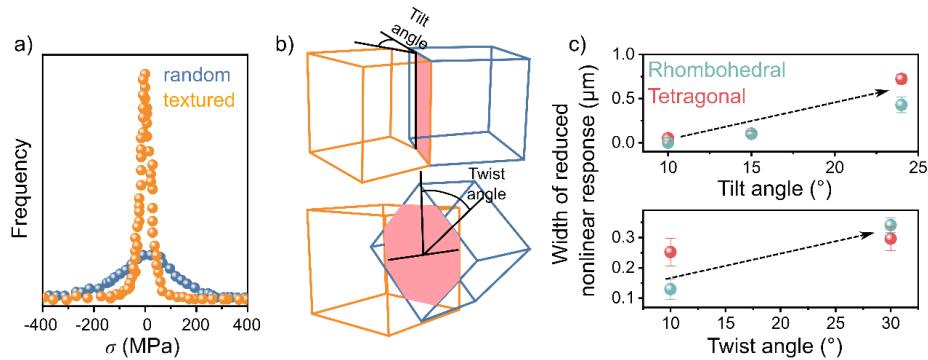 a)
random
textured
Frequency
-400 -200 0 200 400
σ (MPa)
b)
Tilt
angle
Twist
angle
c)
Width of reduced
nonlinear response (μm)
1.0
0.5
0.0
Rhombohedral
Tetragonal
10 15 20 25
Tilt angle (°)
0.3
0.2
0.1
10 15 20 25 30
Twist angle (°)